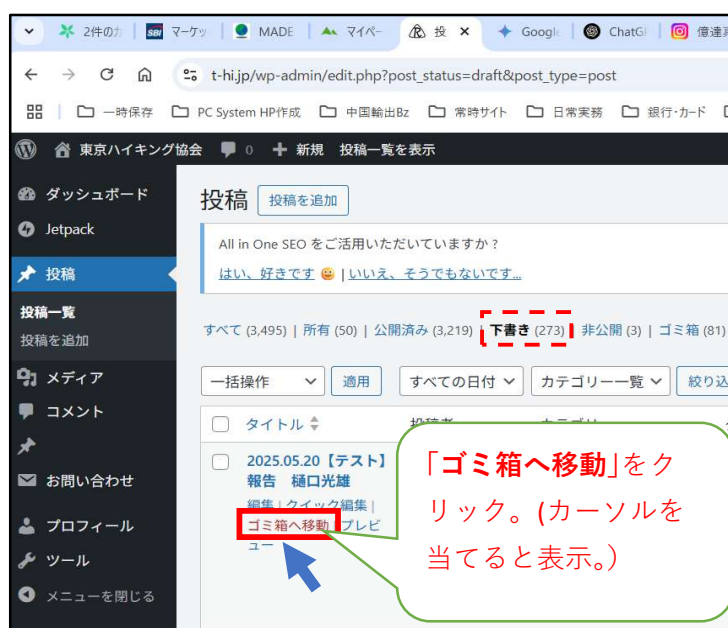 2件の
SBI
マーケッ
MADE
マイペー
投
Google
ChatG
億達
t-hi.jp/wp-admin/edit.php?post_status=draft&post_type=post
一時保存
PC System HP作成
中国輸出Bz
常時サイト
日常実務
銀行・カード
東京ハイキング協会
0
新規
投稿一覧を表示
ダッシュボード
Jetpack
投稿
投稿一覧
投稿を追加
メディア
コメント
お問い合わせ
プロフィール
ツール
メニューを閉じる
投稿
投稿を追加
All in One SEO をご活用いただいていますか ?
はい、好きです 😀 | いいえ、そうでもないです...
すべて (3,495) | 所有 (50) | 公開済み (3,219) | 下書き (273) | 非公開 (3) | ゴミ箱 (81)
一括操作
適用
すべての日付
カテゴリー一覧
絞り込
タイトル
2025.05.20【テスト】
報告 樋口光雄
編集 | クイック編集 |
ゴミ箱へ移動 | プレビ
ュー
「ゴミ箱へ移動」をク
リック。(カーソルを
当てると表示。)